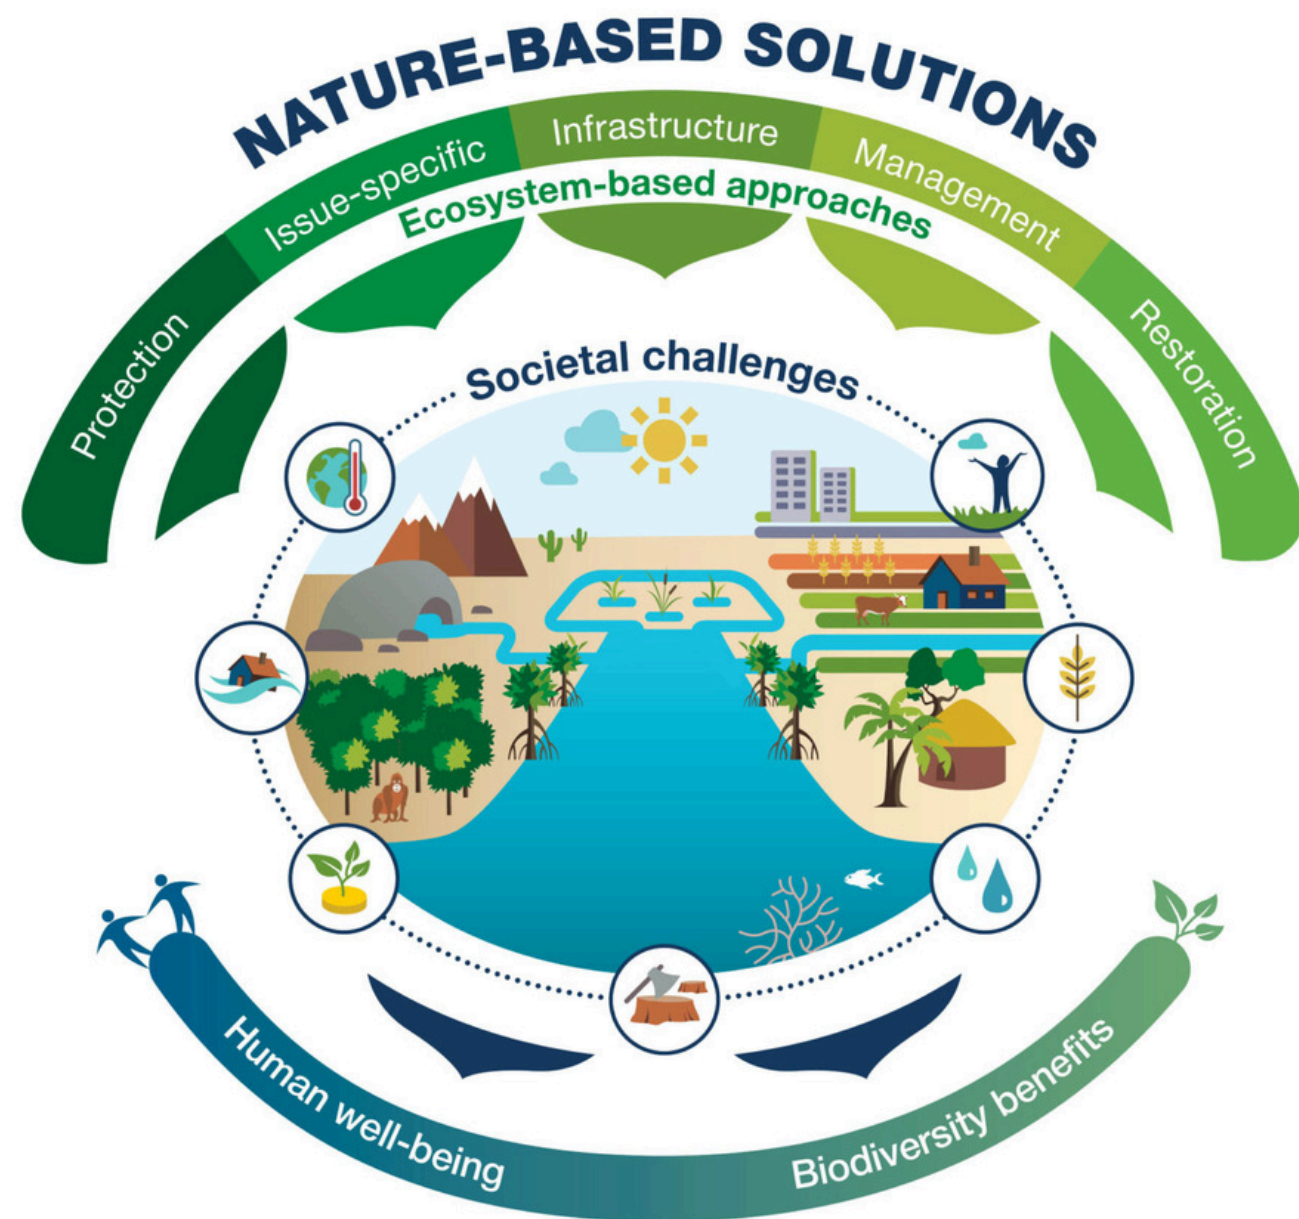 NATURE-BASED SOLUTIONS
Protection
Issue-specific
Infrastructure
Management
Restoration
Ecosystem-based approaches
Societal challenges
Human well-being
Biodiversity benefits